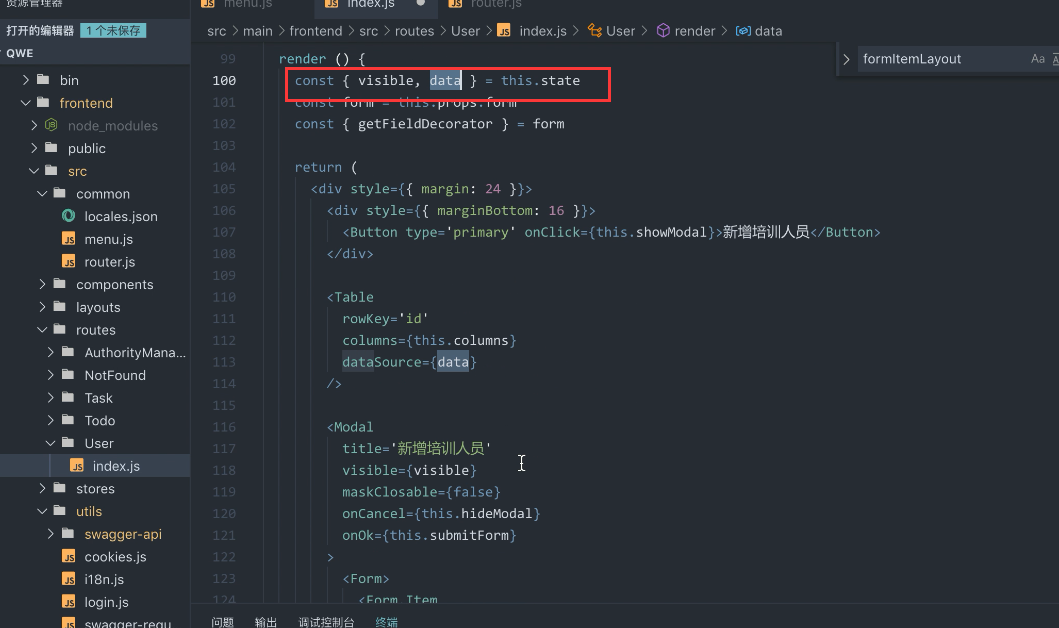 资源管理器
menu.js
index.js
router.js
打开的编辑器 1 个未保存
src > main > frontend > src > routes > User > JS index.js > User > render > data
QWE
formItemLayout Aa
bin
frontend
node_modules
public
src
common
locales.json
JS menu.js
JS router.js
components
layouts
routes
AuthorityMana...
NotFound
Task
Todo
User
JS index.js
stores
utils
swagger-api
JS cookies.js
JS i18n.js
JS login.js
JS swagger-requ
99 render () {
100 const { visible, data } = this.state
101 const form = this.props.form
102 const { getFieldDecorator } = form
103
104 return (
105 <div style={{ margin: 24 }}>
106 <div style={{ marginBottom: 16 }}>
107 <Button type='primary' onClick={this.showModal}>新增培训人员</Button>
108 </div>
109
110 <Table
111 rowKey='id'
112 columns={this.columns}
113 dataSource={data}
114 />
115
116 <Modal
117 title='新增培训人员'
118 visible={visible}
119 maskClosable={false}
120 onCancel={this.hideModal}
121 onOk={this.submitForm}
122 >
123 <Form>
124 <Form.Item
问题 输出 调试控制台 终端